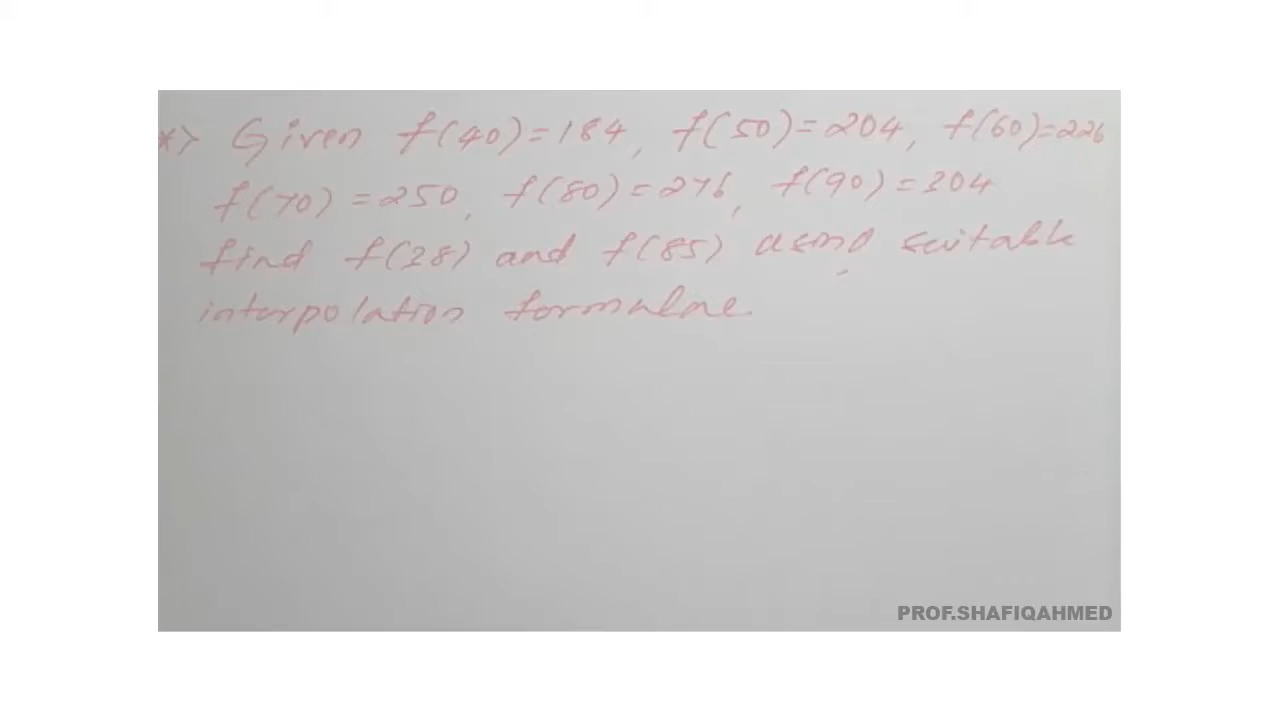 *> Given f(40)=184, f(50)=204, f(60)=226
f(70)=250, f(80)=276, f(90)=304
find f(38) and f(85) using suitable
interpolation formulae.
PROF.SHAFIQAHMED